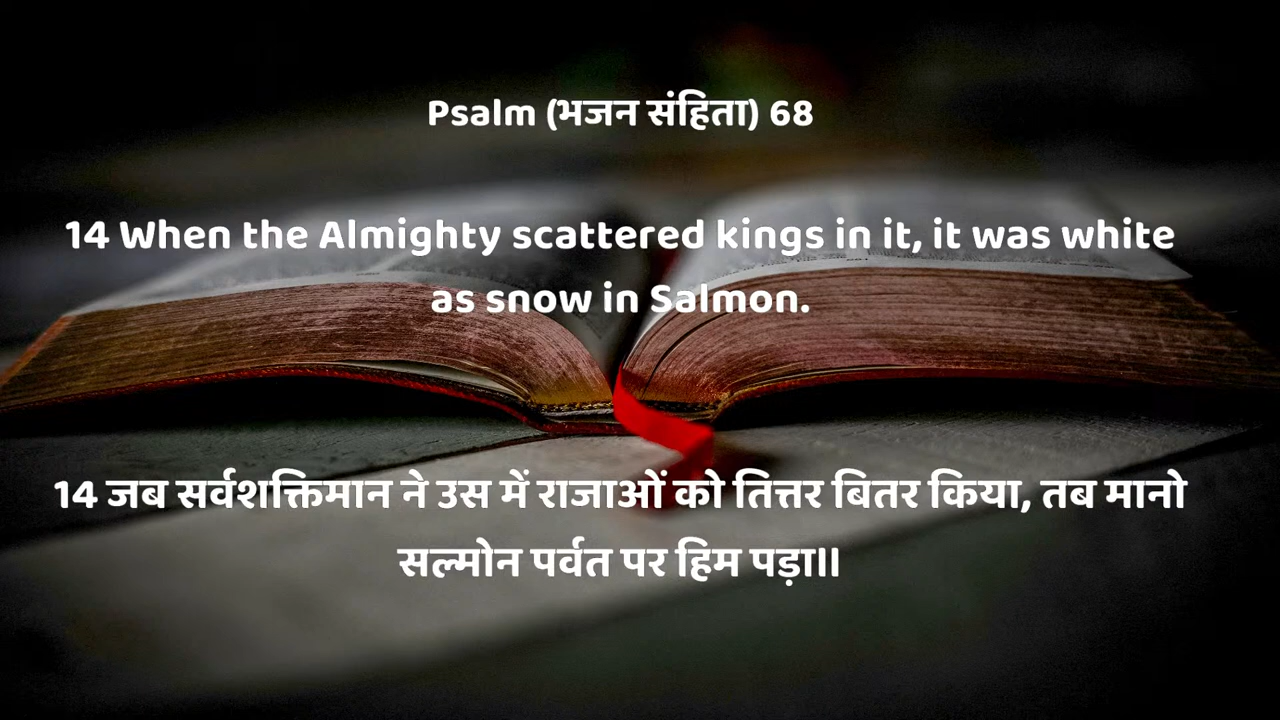 Psalm (भजन संहिता) 68
14 When the Almighty scattered kings in it, it was white
as snow in Salmon.
14 जब सर्वशक्तिमान ने उस में राजाओं को तित्तर बितर किया, तब मानो
सल्मोन पर्वत पर हिम पड़ा॥